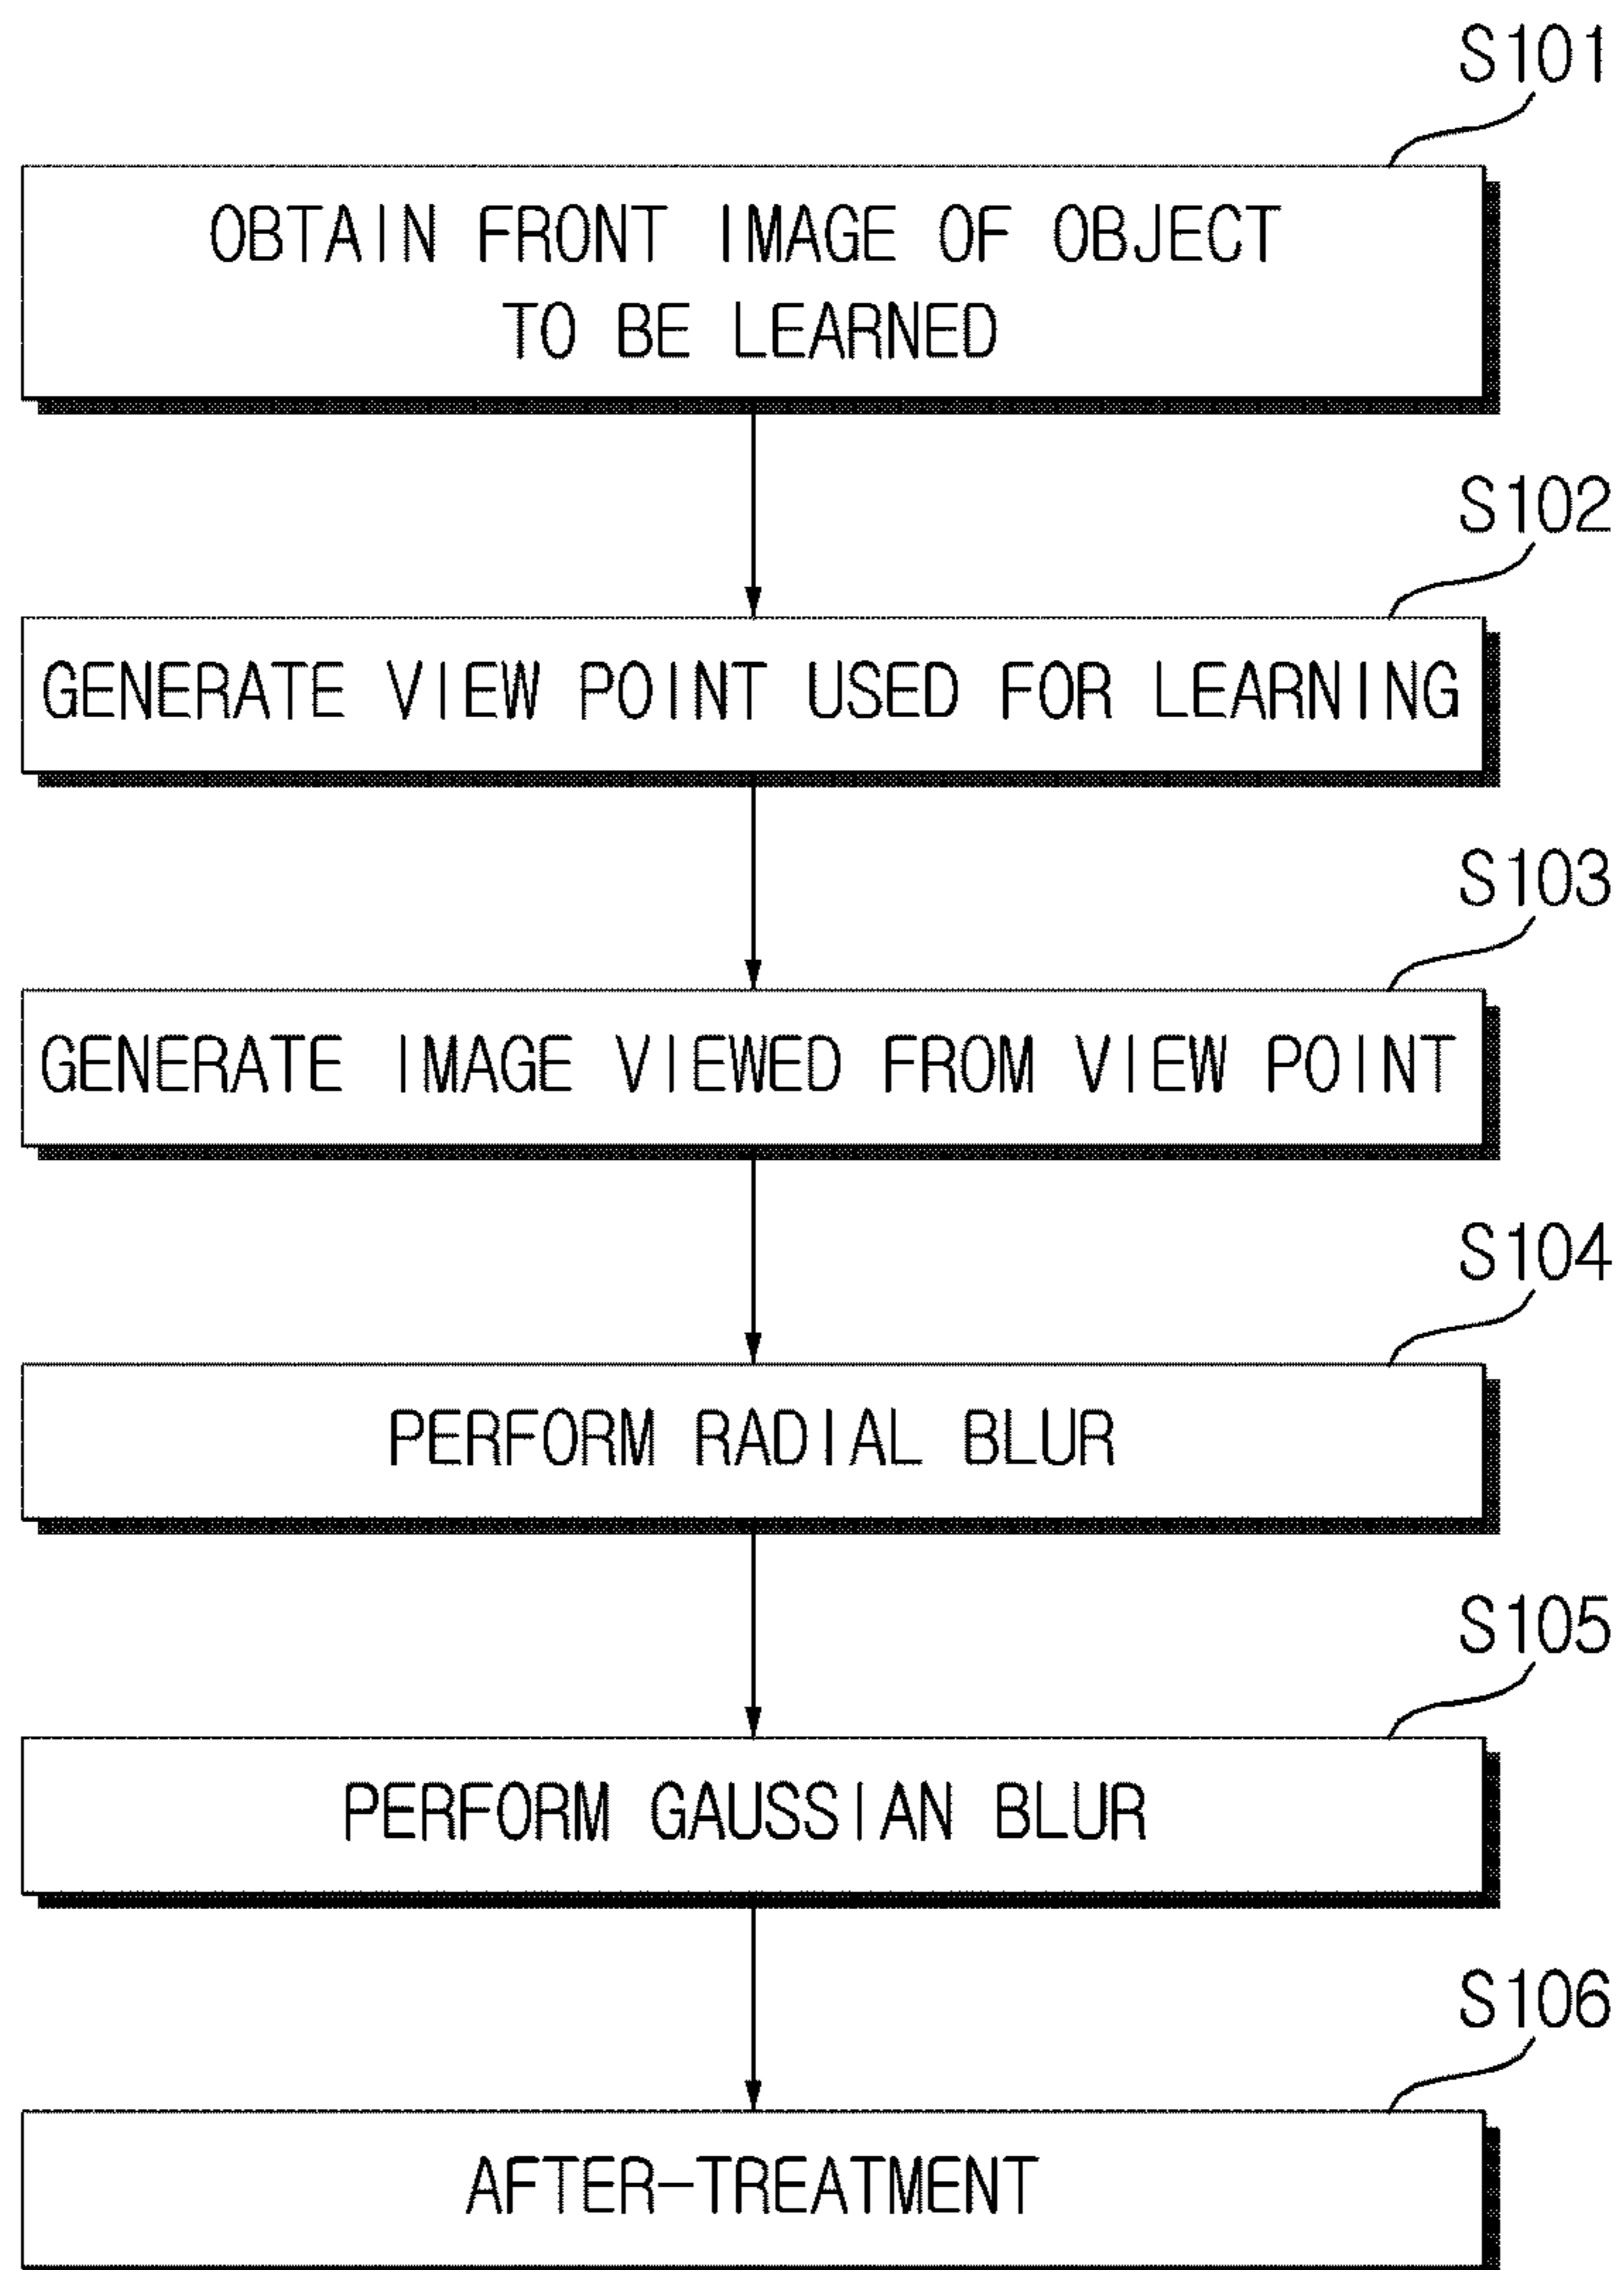 S101
OBTAIN FRONT IMAGE OF OBJECT
TO BE LEARNED
S102
GENERATE VIEW POINT USED FOR LEARNING
S103
GENERATE IMAGE VIEWED FROM VIEW POINT
S104
PERFORM RADIAL BLUR
S105
PERFORM GAUSSIAN BLUR
S106
AFTER-TREATMENT